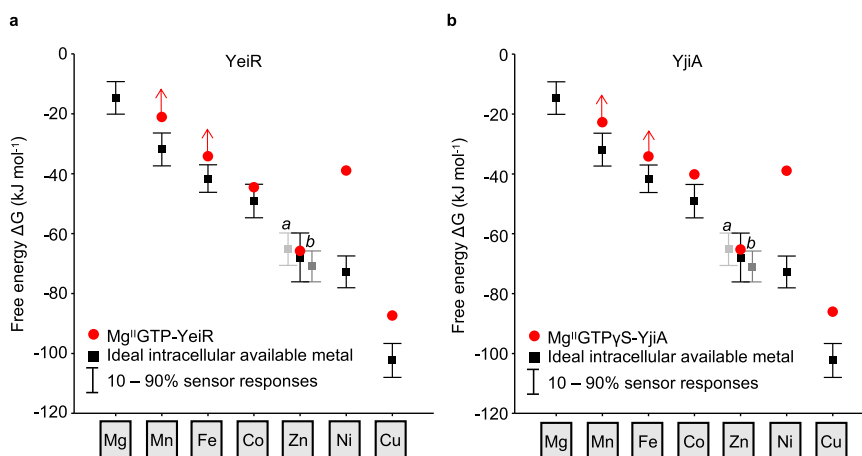 a
YeiR
Free energy ΔG (kJ mol⁻¹)
0
-20
-40
-60
-80
-100
-120
a
b
MgᴵᴵGTP-YeiR
Ideal intracellular available metal
10 – 90% sensor responses
Mg
Mn
Fe
Co
Zn
Ni
Cu
b
YjiA
Free energy ΔG (kJ mol⁻¹)
0
-20
-40
-60
-80
-100
-120
a
b
MgᴵᴵGTPγS-YjiA
Ideal intracellular available metal
10 – 90% sensor responses
Mg
Mn
Fe
Co
Zn
Ni
Cu